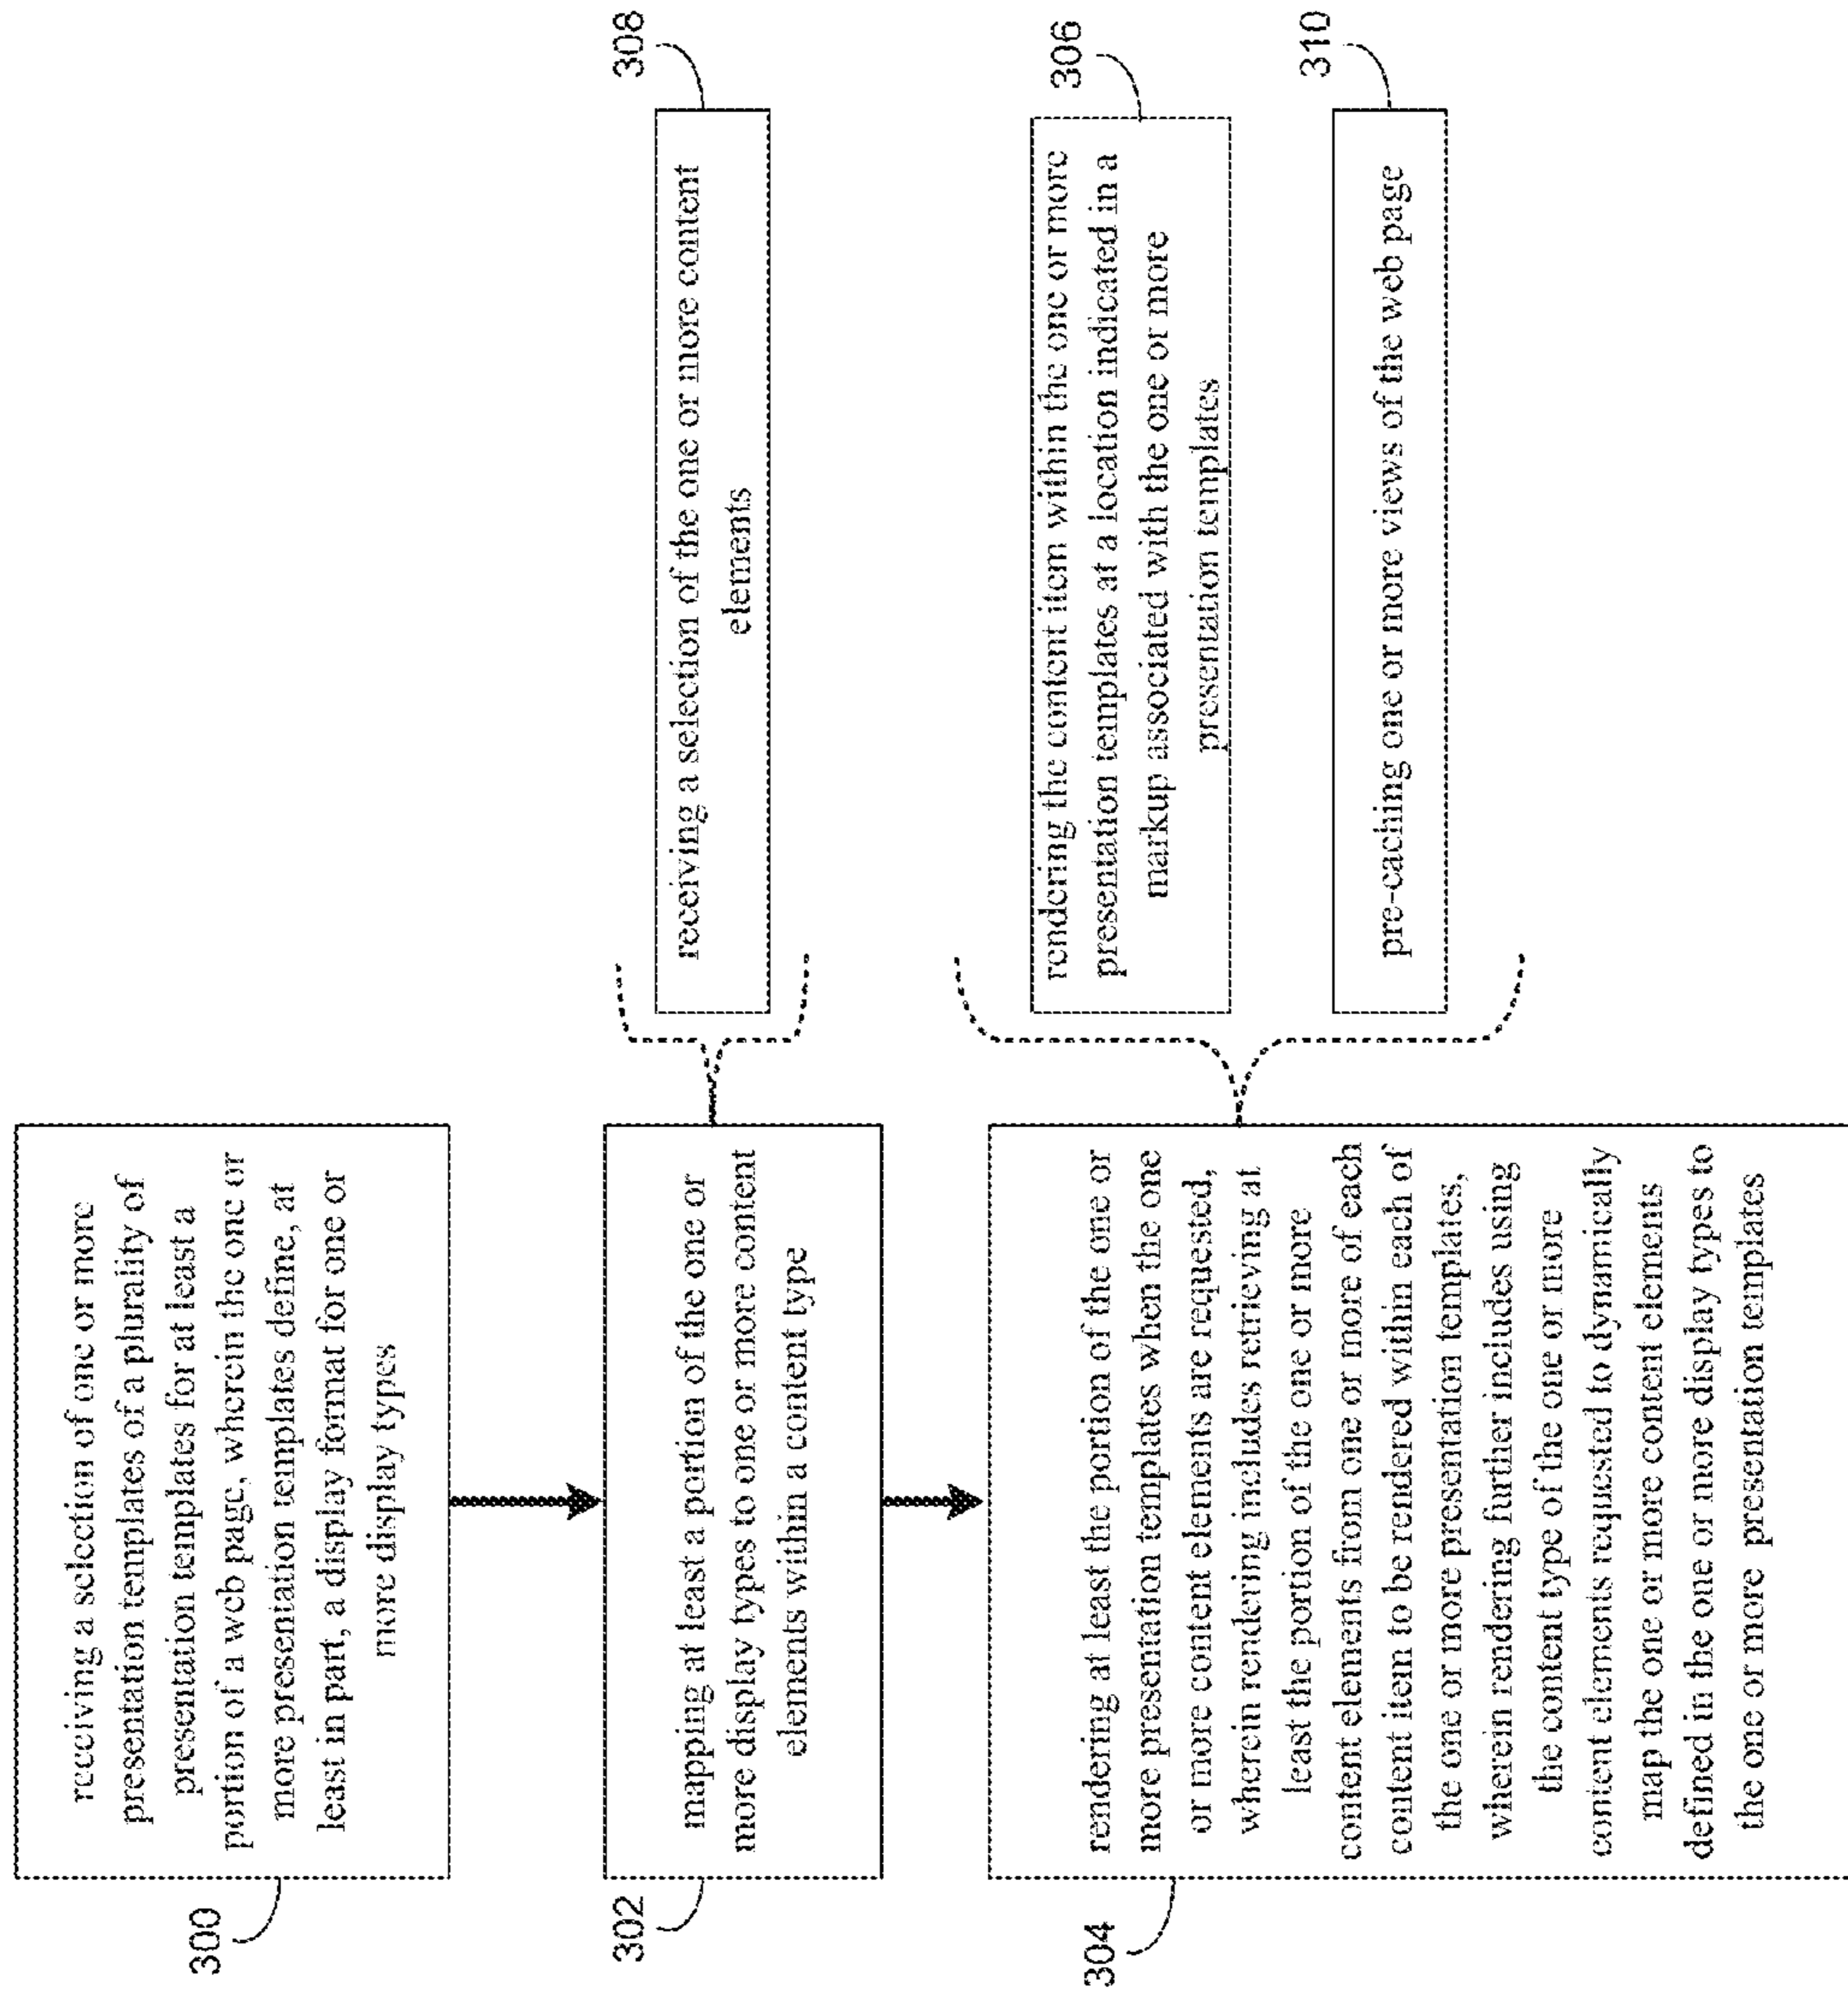 300
receiving a selection of one or more
presentation templates of a plurality of
presentation templates for at least a
portion of a web page, wherein the one or
more presentation templates define, at
least in part, a display format for one or
more display types
302
mapping at least a portion of the one or
more display types to one or more content
elements within a content type
308
receiving a selection of the one or more content
elements
304
rendering at least the portion of the one or
more presentation templates when the one
or more content elements are requested,
wherein rendering includes retrieving at
least the portion of the one or more
content elements from one or more of each
content item to be rendered within each of
the one or more presentation templates,
wherein rendering further includes using
the content type of the one or more
content elements requested to dynamically
map the one or more content elements
defined in the one or more display types to
the one or more presentation templates
306
rendering the content item within the one or more
presentation templates at a location indicated in a
markup associated with the one or more
presentation templates
310
pre-caching one or more views of the web page